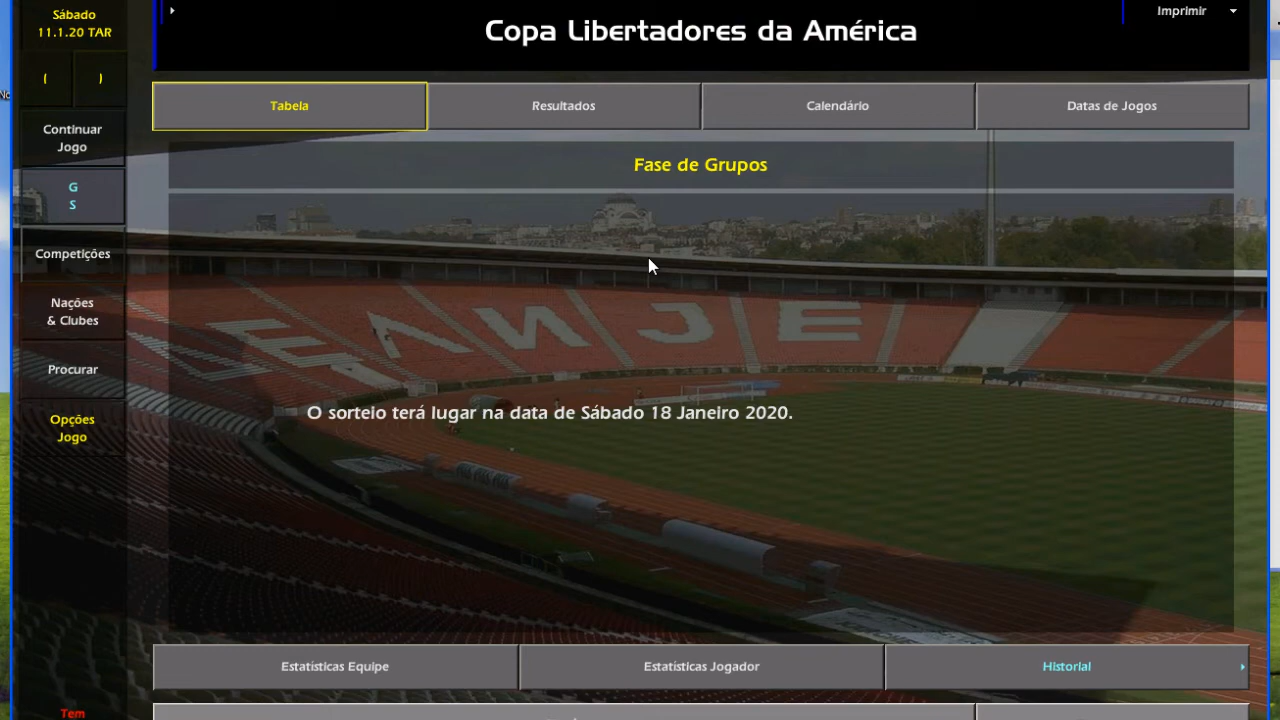 Sábado
11.1.20 TAR
Imprimir
Copa Libertadores da América
Tabela
Resultados
Calendário
Datas de Jogos
Continuar
Jogo
G
S
Competições
Nações
& Clubes
Procurar
Opções
Jogo
Fase de Grupos
O sorteio terá lugar na data de Sábado 18 Janeiro 2020.
Estatísticas Equipe
Estatísticas Jogador
Historial
Tem